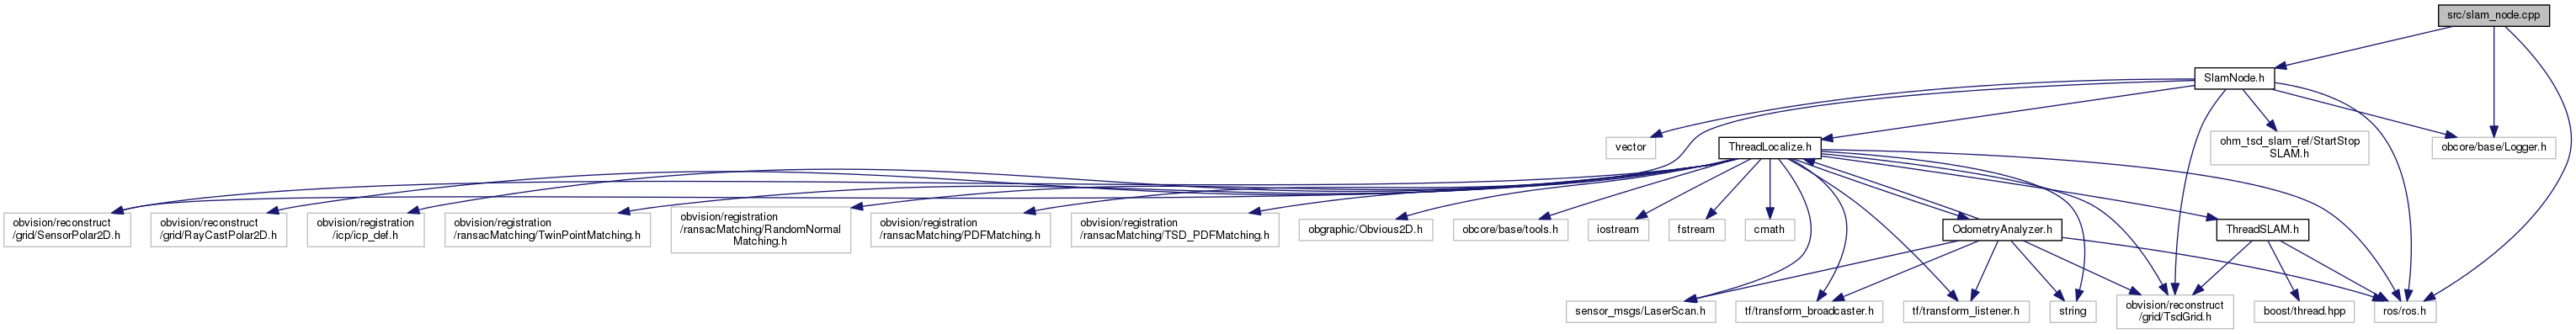 src/slam_node.cpp
SlamNode.h
vector
ThreadLocalize.h
ohm_tsd_slam_ref/StartStop
SLAM.h
obcore/base/Logger.h
obvision/reconstruct
/grid/SensorPolar2D.h
obvision/reconstruct
/grid/RayCastPolar2D.h
obvision/registration
/icp/icp_def.h
obvision/registration
/ransacMatching/TwinPointMatching.h
obvision/registration
/ransacMatching/RandomNormal
Matching.h
obvision/registration
/ransacMatching/PDFMatching.h
obvision/registration
/ransacMatching/TSD_PDFMatching.h
obgraphic/Obvious2D.h
obcore/base/tools.h
iostream
fstream
cmath
OdometryAnalyzer.h
ThreadSLAM.h
sensor_msgs/LaserScan.h
tf/transform_broadcaster.h
tf/transform_listener.h
string
obvision/reconstruct
/grid/TsdGrid.h
boost/thread.hpp
ros/ros.h